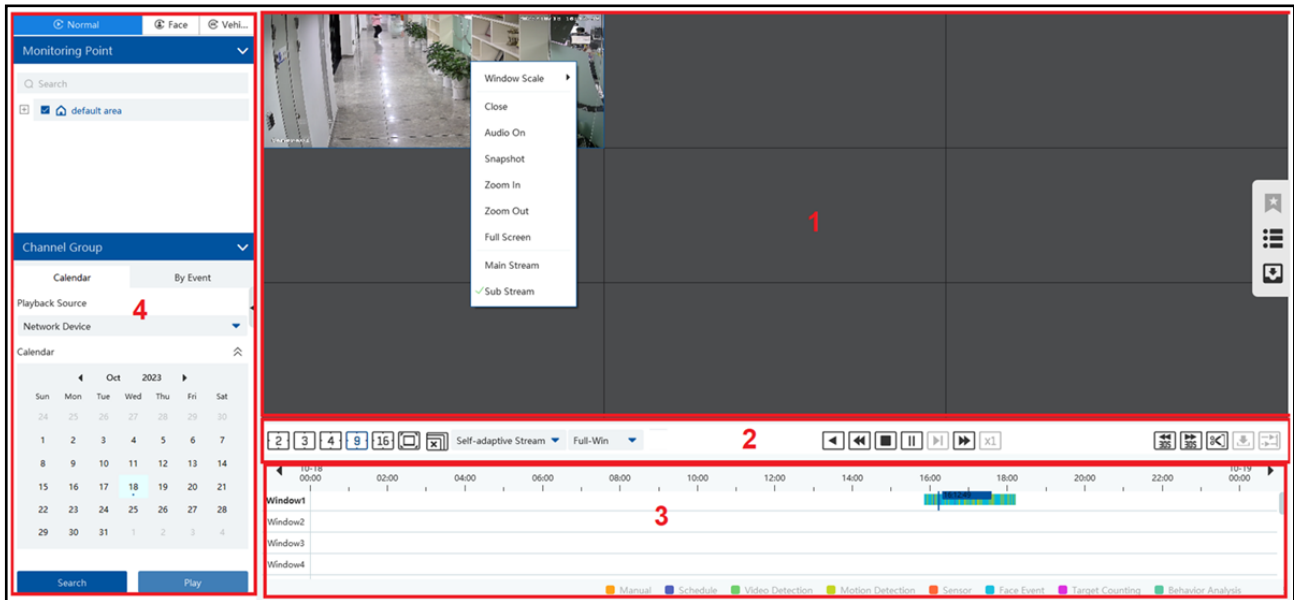 Normal
Face
Vehi...
Monitoring Point
Search
default area
Channel Group
Calendar
By Event
Playback Source
4
Network Device
Calendar
Oct 2023
Sun Mon Tue Wed Thu Fri Sat
24 25 26 27 28 29 30
1 2 3 4 5 6 7
8 9 10 11 12 13 14
15 16 17 18 19 20 21
22 23 24 25 26 27 28
29 30 31 1 2 3 4
Search
Play
Window Scale
Close
Audio On
Snapshot
Zoom In
Zoom Out
Full Screen
Main Stream
Sub Stream
1
2 3 4 9 16
Self-adaptive Stream
Full-Win
2
x1
30S
30S
10-18
10-19
00:00 02:00 04:00 06:00 08:00 10:00 12:00 14:00 16:00 18:00 20:00 22:00 00:00
Window1
Window2
Window3
Window4
3
Manual Schedule Video Detection Motion Detection Sensor Face Event Target Counting Behavior Analysis